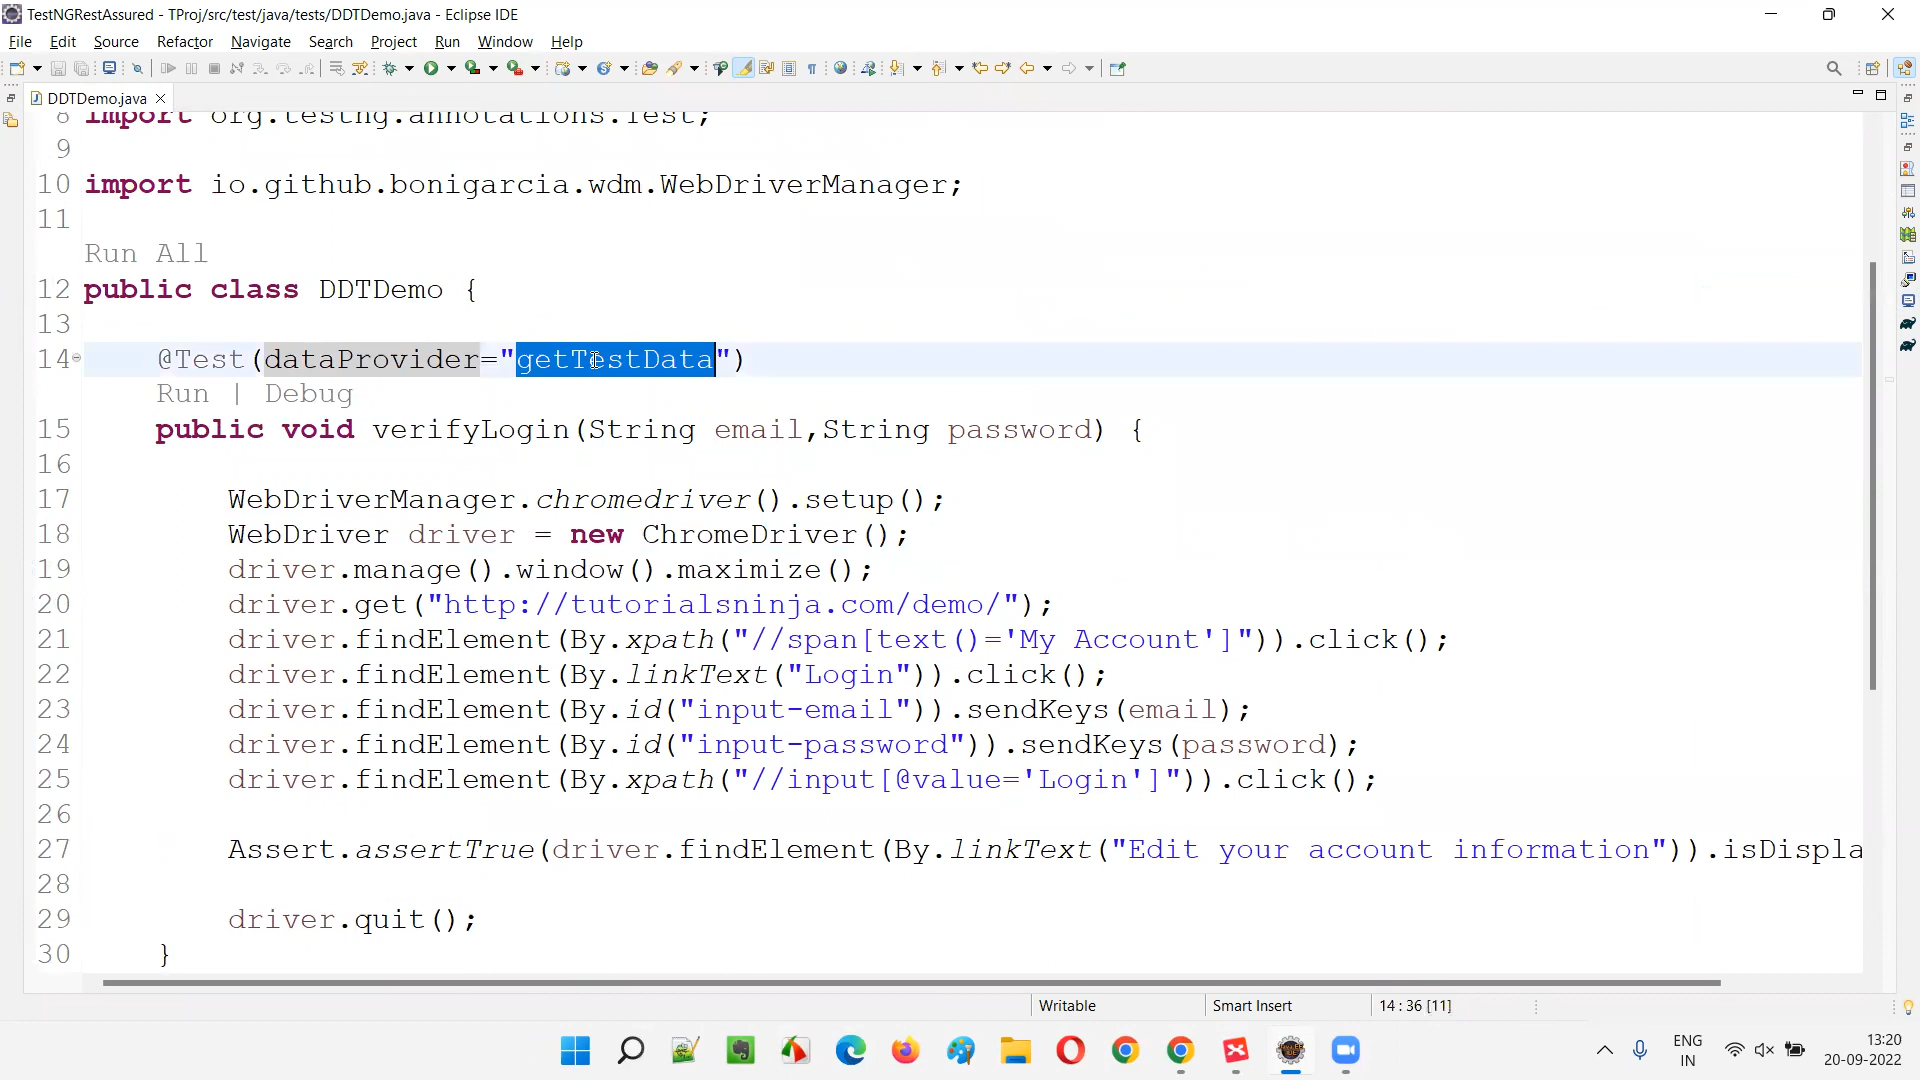 TestNGRestAssured - TProj/src/test/java/tests/DDTDemo.java - Eclipse IDE
File Edit Source Refactor Navigate Search Project Run Window Help
DDTDemo.java
8 import org.testng.annotations.Test;
9
10 import io.github.bonigarcia.wdm.WebDriverManager;
11
Run All
12 public class DDTDemo {
13
14 @Test(dataProvider="getTestData")
Run | Debug
15 public void verifyLogin(String email,String password) {
16
17 WebDriverManager.chromedriver().setup();
18 WebDriver driver = new ChromeDriver();
19 driver.manage().window().maximize();
20 driver.get("http://tutorialsninja.com/demo/");
21 driver.findElement(By.xpath("//span[text()='My Account']")).click();
22 driver.findElement(By.linkText("Login")).click();
23 driver.findElement(By.id("input-email")).sendKeys(email);
24 driver.findElement(By.id("input-password")).sendKeys(password);
25 driver.findElement(By.xpath("//input[@value='Login']")).click();
26
27 Assert.assertTrue(driver.findElement(By.linkText("Edit your account information")).isDispla
28
29 driver.quit();
30 }
Writable Smart Insert 14 : 36 [11]
ENG 13:20
IN 20-09-2022